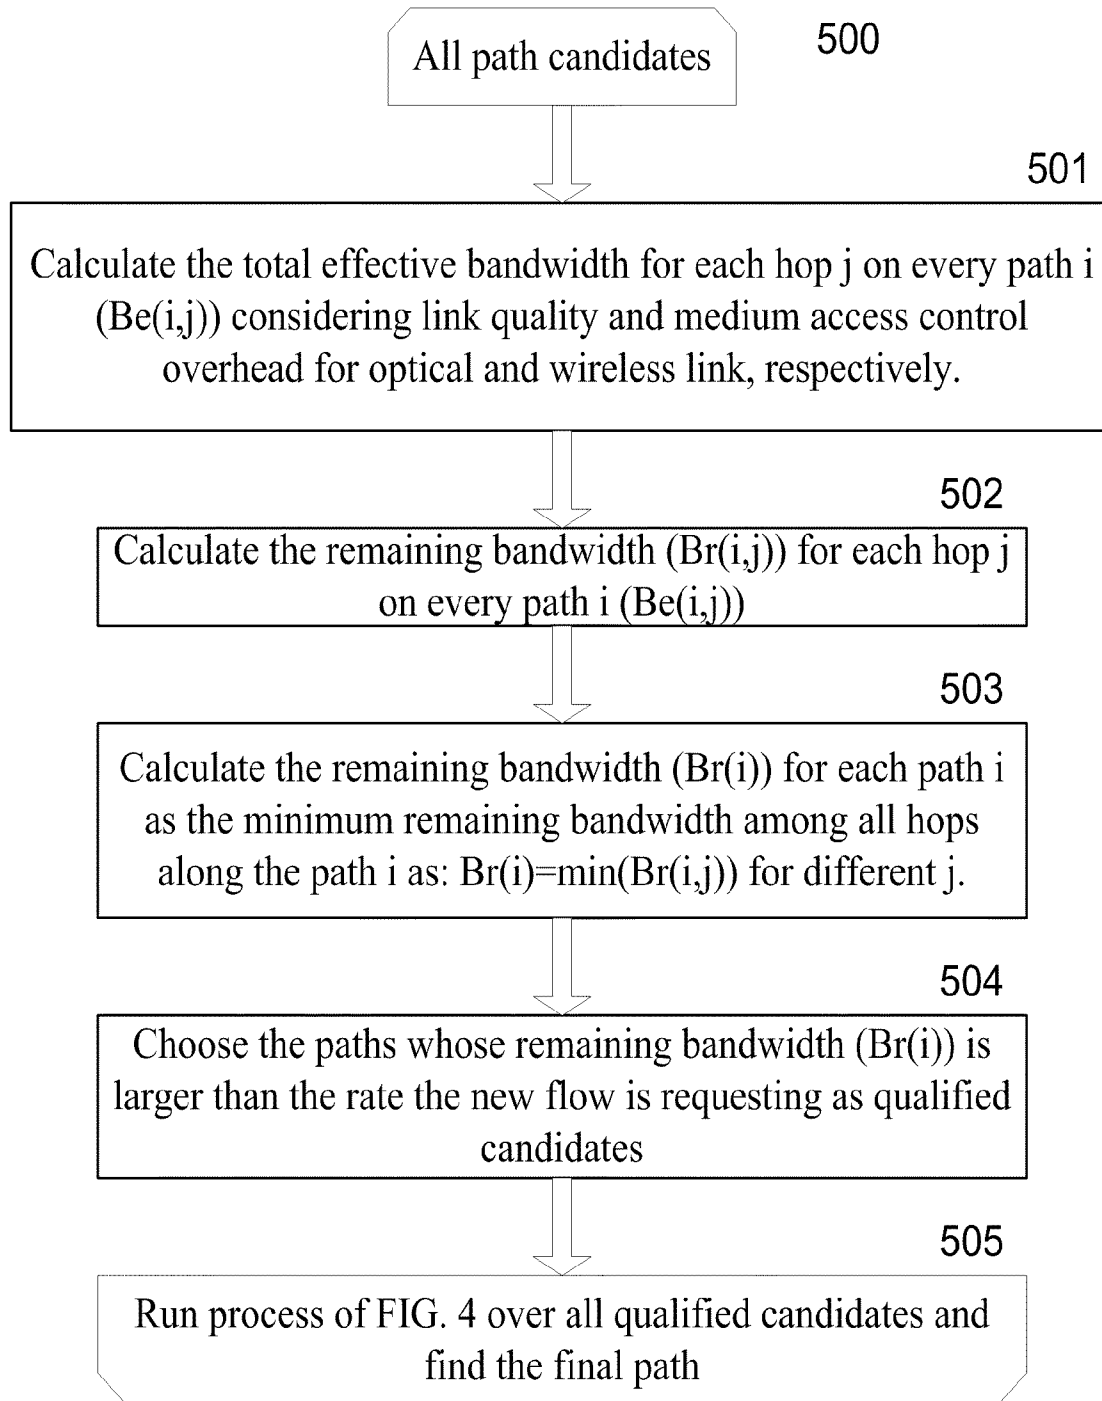 All path candidates
500
501
Calculate the total effective bandwidth for each hop j on every path i
(Be(i,j)) considering link quality and medium access control
overhead for optical and wireless link, respectively.
502
Calculate the remaining bandwidth (Br(i,j)) for each hop j
on every path i (Be(i,j))
503
Calculate the remaining bandwidth (Br(i)) for each path i
as the minimum remaining bandwidth among all hops
along the path i as: Br(i)=min(Br(i,j)) for different j.
504
Choose the paths whose remaining bandwidth (Br(i)) is
larger than the rate the new flow is requesting as qualified
candidates
505
Run process of FIG. 4 over all qualified candidates and
find the final path